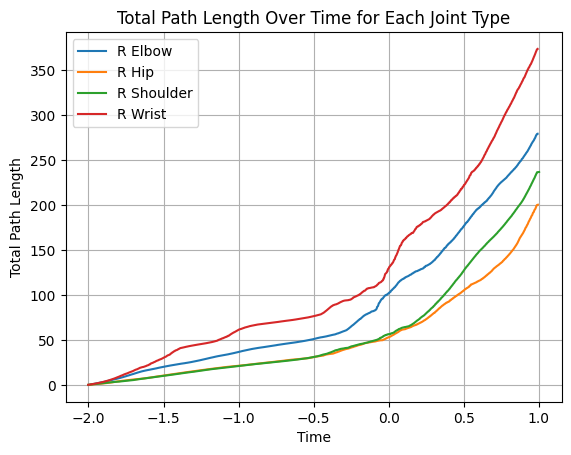 Total Path Length Over Time for Each Joint Type
R Elbow
R Hip
R Shoulder
R Wrist
Total Path Length
350
300
250
200
150
100
50
0
−2.0 −1.5 −1.0 −0.5 0.0 0.5 1.0
Time